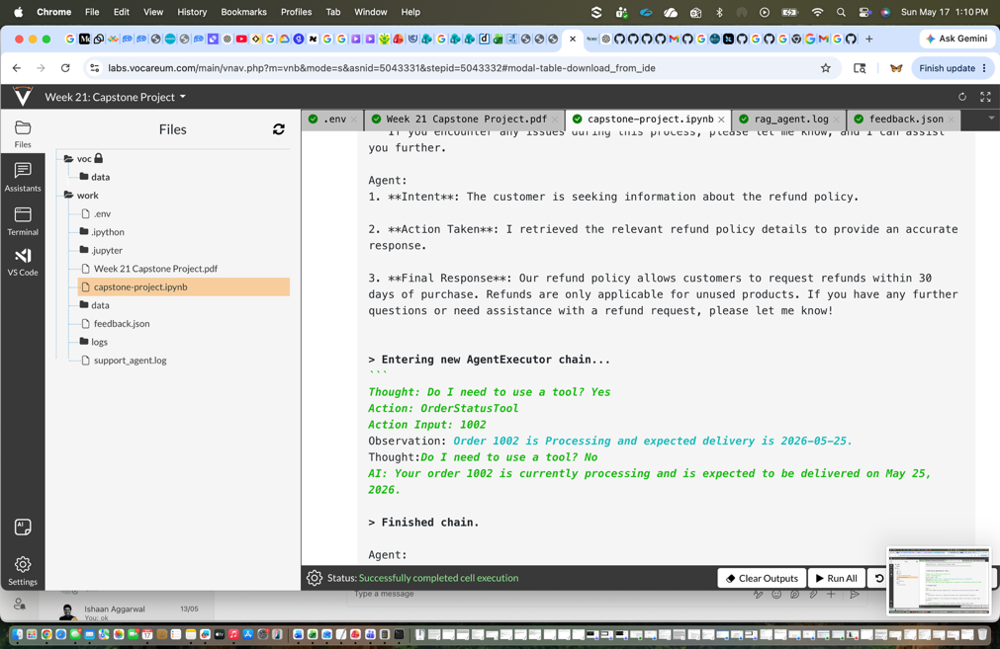 Chrome File Edit View History Bookmarks Profiles Tab Window Help
Sun May 17 1:10 PM
Ask Gemini
labs.vocareum.com/main/vnav.php?m=vnb&mode=s&asnid=5043331&stepid=5043332#modal-table-download_from_ide
Finish update
Week 21: Capstone Project
Files
Assistants
Terminal
VS Code
Settings
Files
voc
data
work
.env
.ipython
.jupyter
Week 21 Capstone Project.pdf
capstone-project.ipynb
data
feedback.json
logs
support_agent.log
.env
Week 21 Capstone Project.pdf
capstone-project.ipynb
rag_agent.log
feedback.json
If you encounter any issues during this process, please let me know, and I can assist
you further.
Agent:
1. **Intent**: The customer is seeking information about the refund policy.
2. **Action Taken**: I retrieved the relevant refund policy details to provide an accurate
response.
3. **Final Response**: Our refund policy allows customers to request refunds within 30
days of purchase. Refunds are only applicable for unused products. If you have any further
questions or need assistance with a refund request, please let me know!
> Entering new AgentExecutor chain...
```
Thought: Do I need to use a tool? Yes
Action: OrderStatusTool
Action Input: 1002
Observation: Order 1002 is Processing and expected delivery is 2026-05-25.
Thought:Do I need to use a tool? No
AI: Your order 1002 is currently processing and is expected to be delivered on May 25,
2026.
> Finished chain.
Agent:
Status: Successfully completed cell execution
Clear Outputs
Run All
Type a message
Ishaan Aggarwal 13/05
You: ok